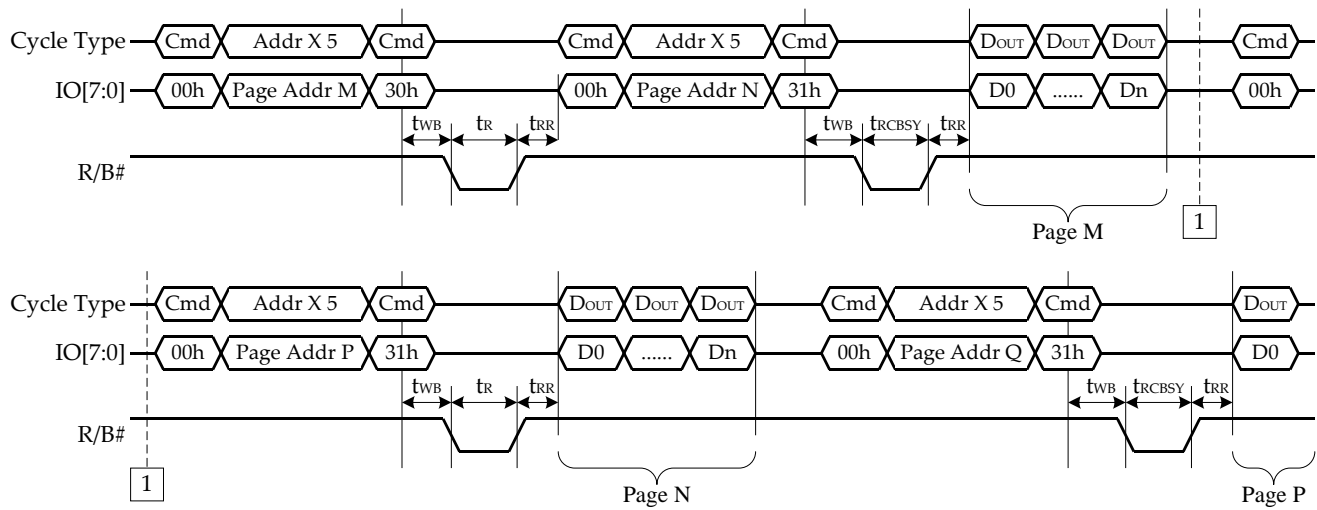 Cycle Type Cmd Addr X 5 Cmd Cmd Addr X 5 Cmd DOUT DOUT DOUT Cmd
IO[7:0] 00h Page Addr M 30h 00h Page Addr N 31h D0 ...... Dn 00h
tWB tR tRR tWB tRCBSY tRR
R/B#
Page M
1
Cycle Type Cmd Addr X 5 Cmd DOUT DOUT DOUT Cmd Addr X 5 Cmd DOUT
IO[7:0] 00h Page Addr P 31h D0 ...... Dn 00h Page Addr Q 31h D0
tWB tR tRR tWB tRCBSY tRR
R/B#
1
Page N
Page P